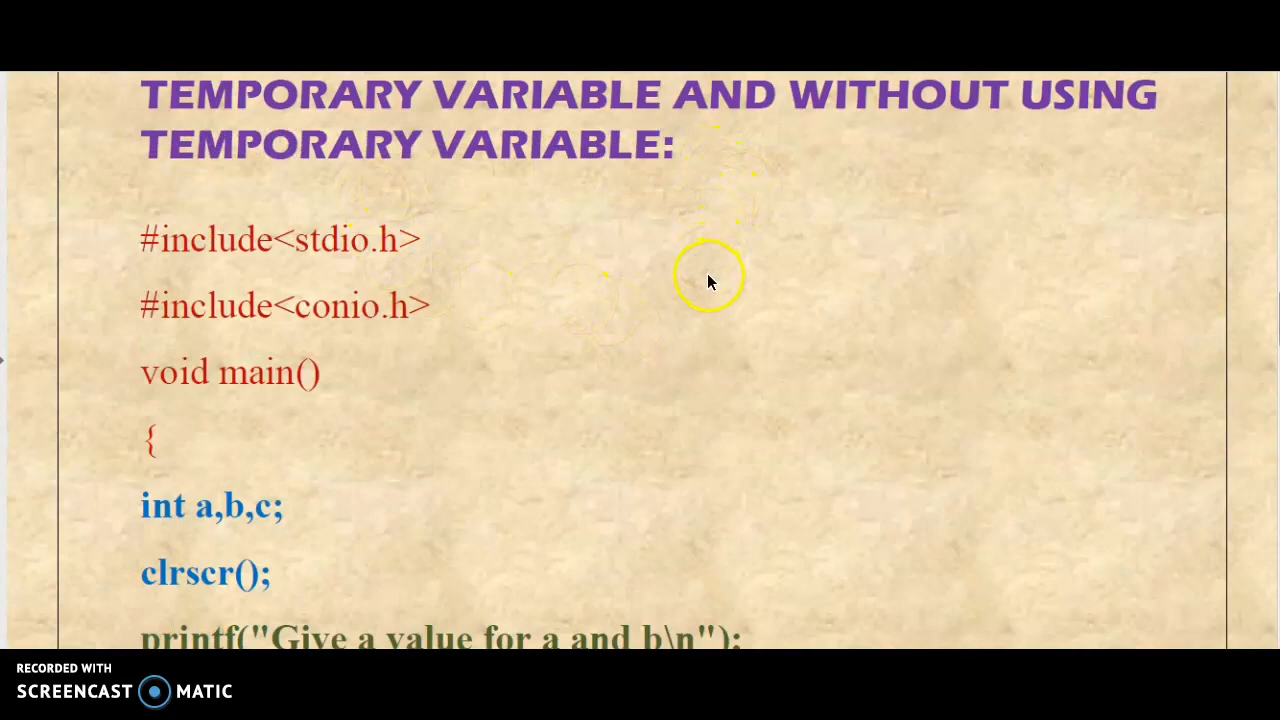 TEMPORARY VARIABLE AND WITHOUT USING
TEMPORARY VARIABLE:
#include<stdio.h>
#include<conio.h>
void main()
{
int a,b,c;
clrscr();
printf("Give a value for a and b\n");
RECORDED WITH
SCREENCAST MATIC